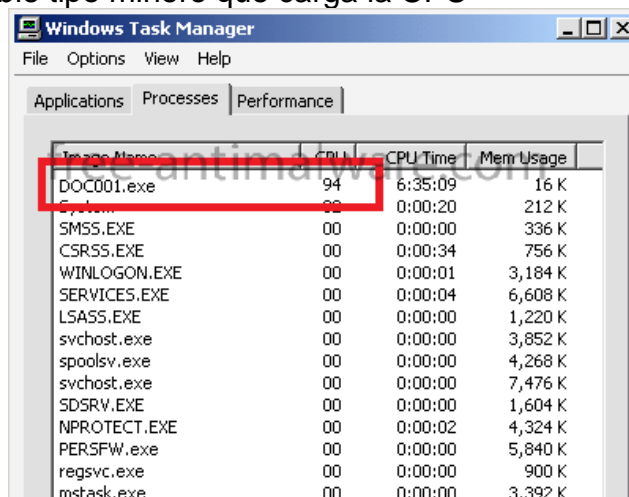 tipo minero que carga la CPU
Windows Task Manager
File Options View Help
Applications Processes Performance
free-antimalware.com
Image Name CPU CPU Time Mem Usage
DOC001.exe 94 6:35:09 16 K
System 02 0:00:20 212 K
SMSS.EXE 00 0:00:00 336 K
CSRSS.EXE 00 0:00:34 756 K
WINLOGON.EXE 00 0:00:01 3,184 K
SERVICES.EXE 00 0:00:04 6,608 K
LSASS.EXE 00 0:00:00 1,220 K
svchost.exe 00 0:00:00 3,852 K
spoolsv.exe 00 0:00:00 4,268 K
svchost.exe 00 0:00:00 7,476 K
SDSRV.EXE 00 0:00:00 1,604 K
NPROTECT.EXE 00 0:00:02 4,324 K
PERSFW.exe 00 0:00:00 5,840 K
regsvc.exe 00 0:00:00 900 K
mstask.exe 00 0:00:00 3,392 K